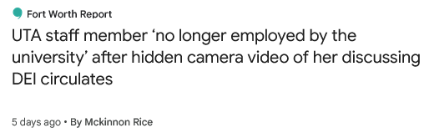 Fort Worth Report
UTA staff member ‘no longer employed by the
university’ after hidden camera video of her discussing
DEI circulates
5 days ago • By Mckinnon Rice